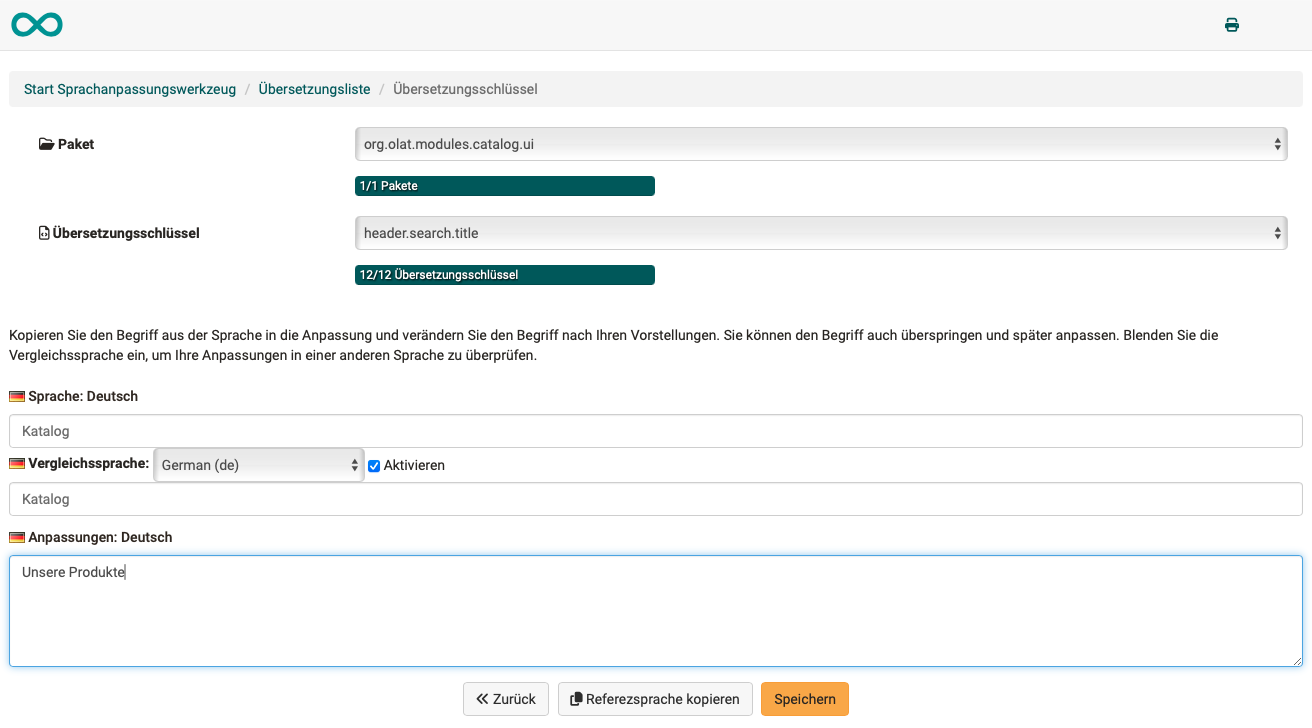 Start Sprachanpassungswerkzeug / Übersetzungsliste / Übersetzungsschlüssel
Paket
org.olat.modules.catalog.ui
1/1 Pakete
Übersetzungsschlüssel
header.search.title
12/12 Übersetzungsschlüssel
Kopieren Sie den Begriff aus der Sprache in die Anpassung und verändern Sie den Begriff nach Ihren Vorstellungen. Sie können den Begriff auch überspringen und später anpassen. Blenden Sie die
Vergleichssprache ein, um Ihre Anpassungen in einer anderen Sprache zu überprüfen.
Sprache: Deutsch
Katalog
Vergleichssprache: German (de) Aktivieren
Katalog
Anpassungen: Deutsch
Unsere Produkte
Zurück Referezsprache kopieren Speichern